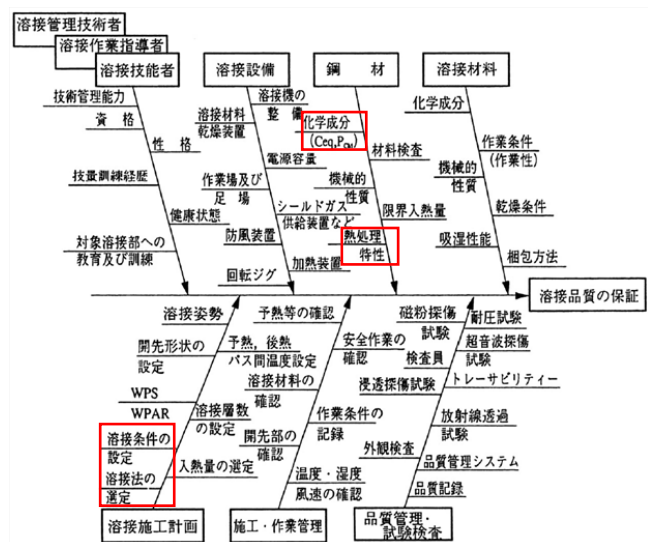 溶接管理技術者
溶接作業指導者
溶接技能者
溶接設備
鋼材
溶接材料
技術管理能力
資格
性格
技量訓練経歴
健康状態
対象溶接部への
教育及び訓練
溶接機の
整備
溶接材料
乾燥装置
電源容量
作業場及び
足場
シールドガス
供給装置など
防風装置
加熱装置
回転ジグ
化学成分
(Ceq,PCM)
材料検査
機械的
性質
限界入熱量
熱処理
特性
化学成分
作業条件
(作業性)
機械的
性質
乾燥条件
吸湿性能
梱包方法
溶接品質の保証
溶接姿勢
開先形状の
設定
予熱,後熱
パス間温度設定
WPS
WPAR
溶接層数
の設定
溶接条件の
設定
入熱量の選定
溶接法の
選定
溶接施工計画
予熱等の確認
安全作業の
確認
溶接材料の
確認
作業条件の
記録
開先部の
確認
温度・湿度
風速の確認
施工・作業管理
磁粉探傷
試験
耐圧試験
検査員
超音波探傷
試験
浸透探傷試験
トレーサビリティー
放射線透過
試験
外観検査
品質管理システム
品質記録
品質管理・
試験検査